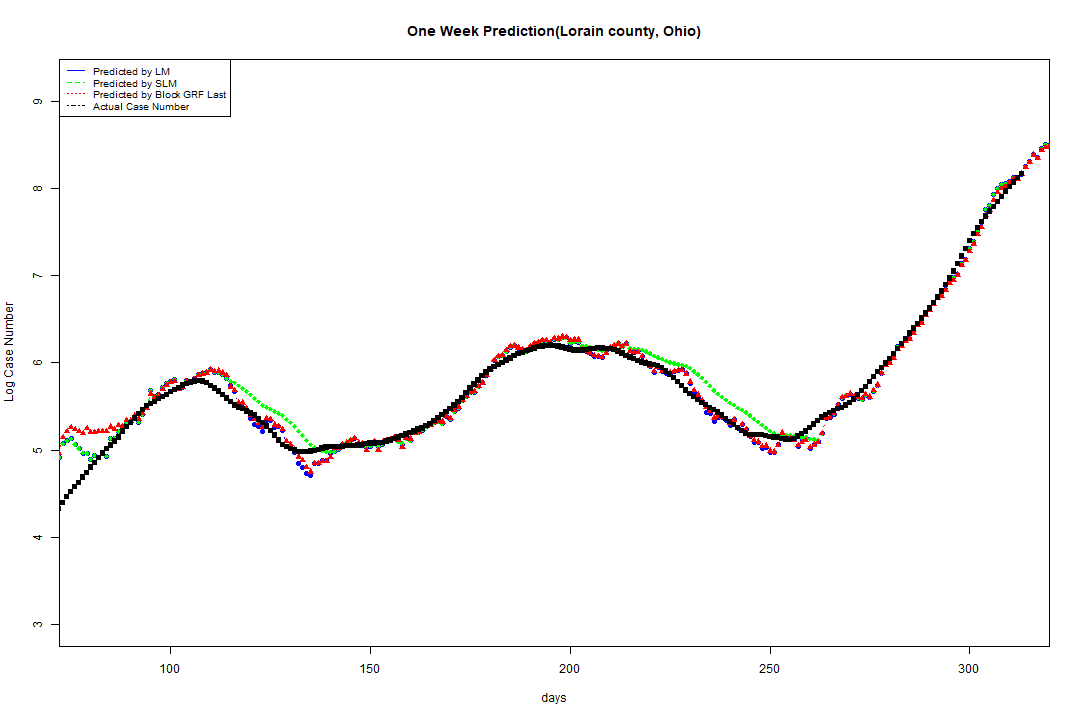 One Week Prediction(Lorain county, Ohio)
Predicted by LM
Predicted by SLM
Predicted by Block GRF Last
Actual Case Number
Log Case Number
9
8
7
6
5
4
3
100 150 200 250 300
days